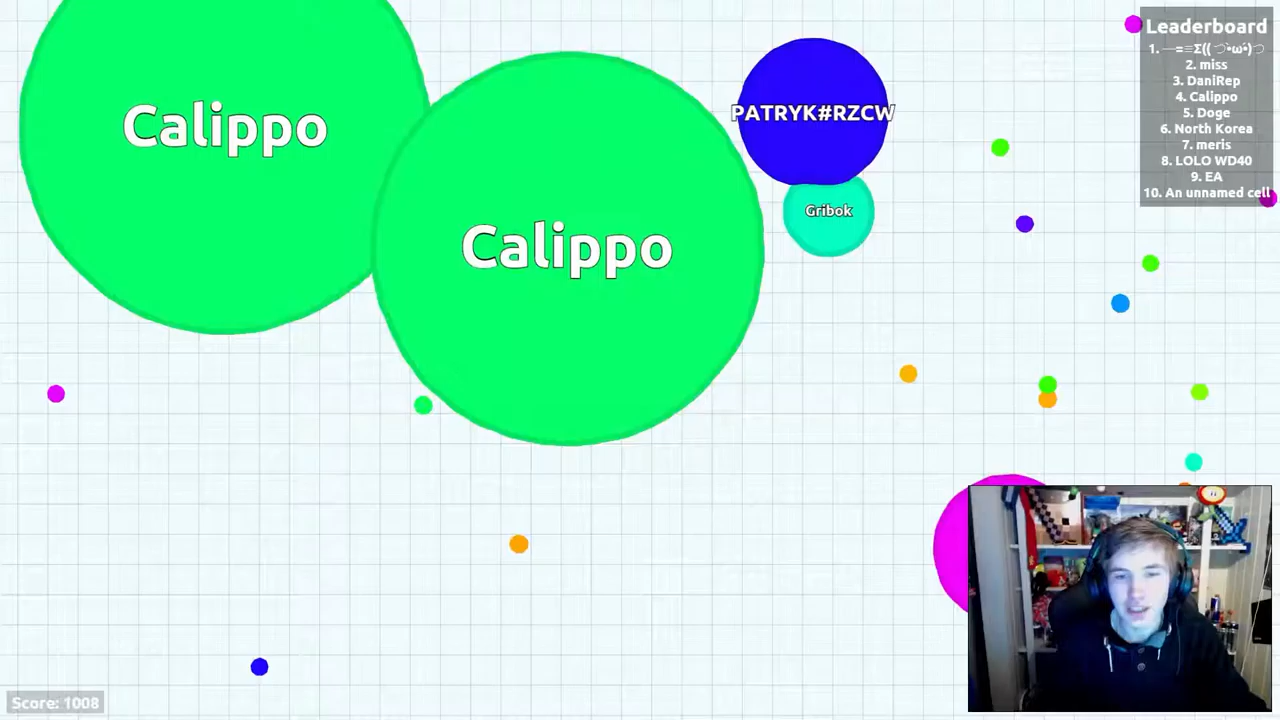 Calippo
Calippo
PATRYK#RZCW
Gribok
Leaderboard
2. miss
3. DaniRep
4. Calippo
5. Doge
6. North Korea
7. meris
8. LOLO WD40
9. EA
10. An unnamed cell
Score: 1008